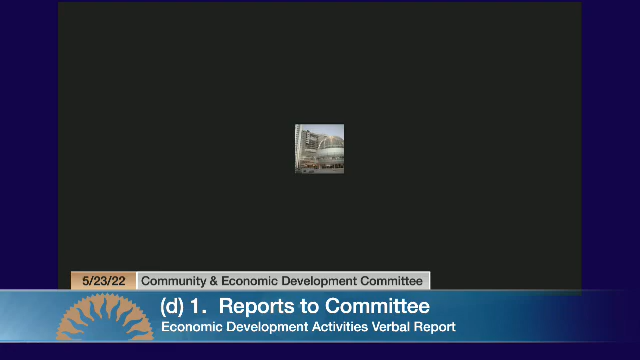 5/23/22 Community & Economic Development Committee
(d) 1. Reports to Committee
Economic Development Activities Verbal Report